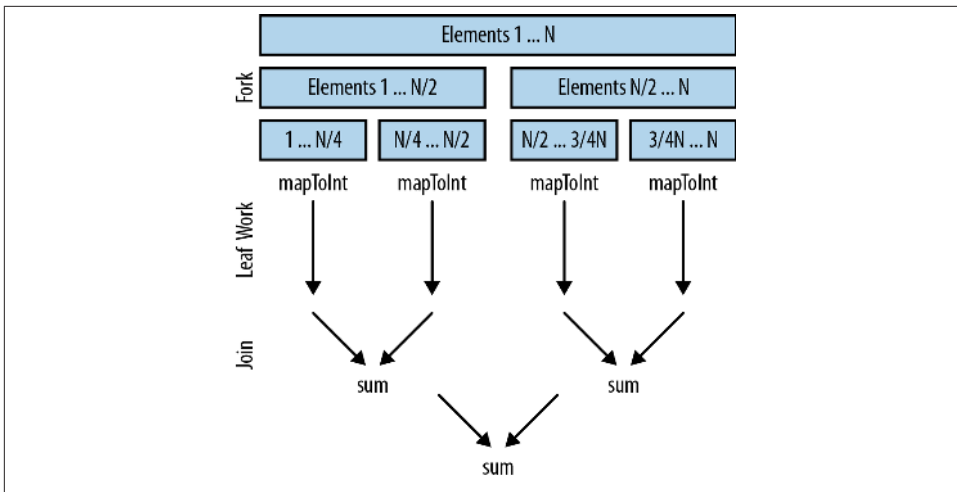 Elements 1 ... N
Fork
Elements 1 ... N/2
Elements N/2 ... N
1 ... N/4
N/4 ... N/2
N/2 ... 3/4N
3/4N ... N
mapToInt
mapToInt
mapToInt
mapToInt
Leaf Work
Join
sum
sum
sum